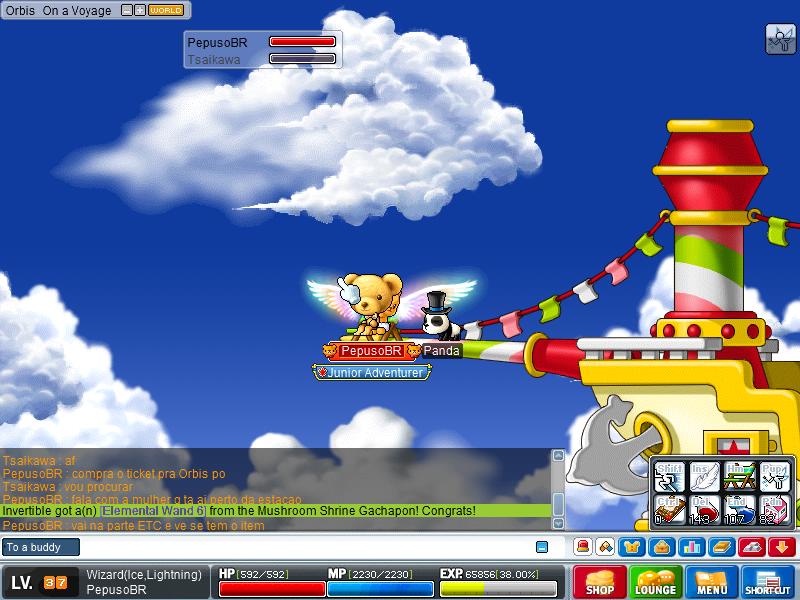 Orbis On a Voyage WORLD
PepusoBR
Tsaikawa
PepusoBR Panda
Junior Adventurer
Tsaikawa : af
PepusoBR : compra o ticket pra Orbis po
Tsaikawa : vou procurar
PepusoBR : fala com a mulher q ta ai perto da estaçao
Invertible got a(n) [Elemental Wand 6] from the Mushroom Shrine Gachapon! Congrats!
PepusoBR : vai na parte ETC e ve se tem o item
Shift Ins Hm Pup
Ctrl Del End Pdn
0 143 107
To a buddy
LV. 37 Wizard(Ice,Lightning)
PepusoBR
HP[592/592] MP[2230/2230] EXP 65856[38.00%]
SHOP LOUNGE MENU SHORTCUT